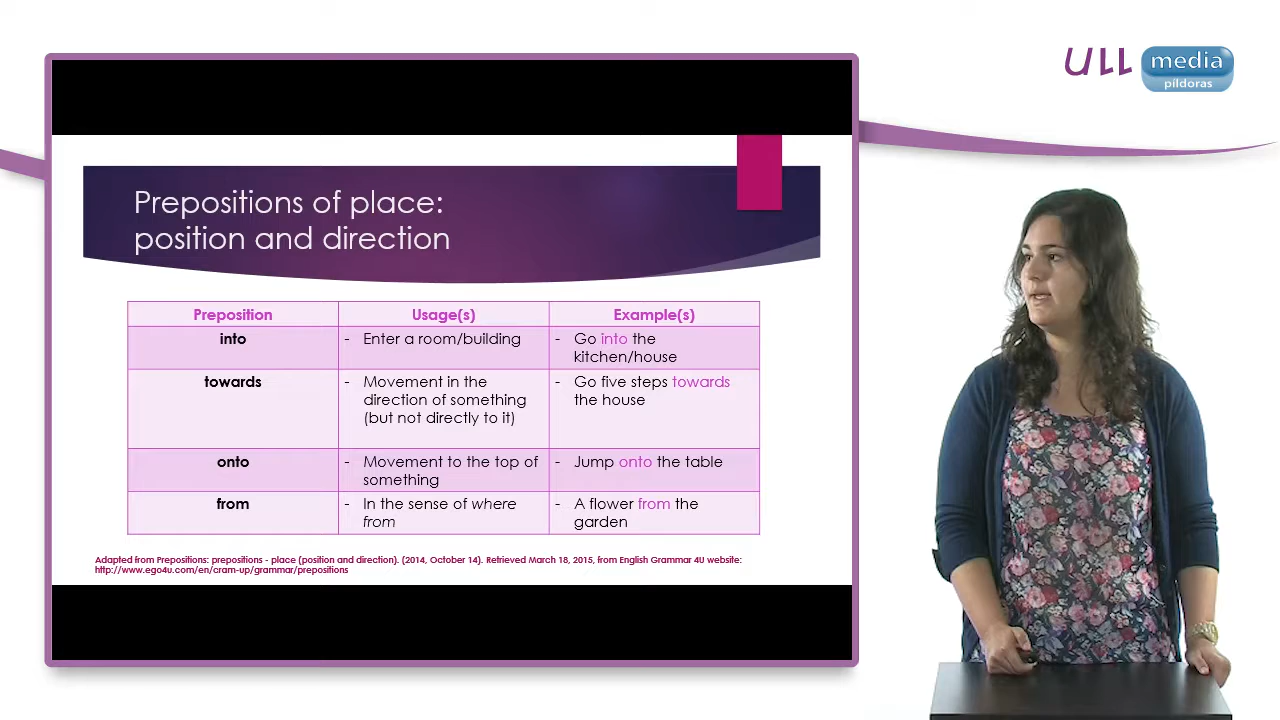 ULL media
píldoras
Prepositions of place:
position and direction
Preposition Usage(s) Example(s)
into - Enter a room/building - Go into the
kitchen/house
towards - Movement in the - Go five steps towards
direction of something the house
(but not directly to it)
onto - Movement to the top of - Jump onto the table
something
from - In the sense of where - A flower from the
from garden
Adapted from Prepositions: prepositions - place (position and direction). (2014, October 14). Retrieved March 18, 2015, from English Grammar 4U website:
http://www.ego4u.com/en/cram-up/grammar/prepositions